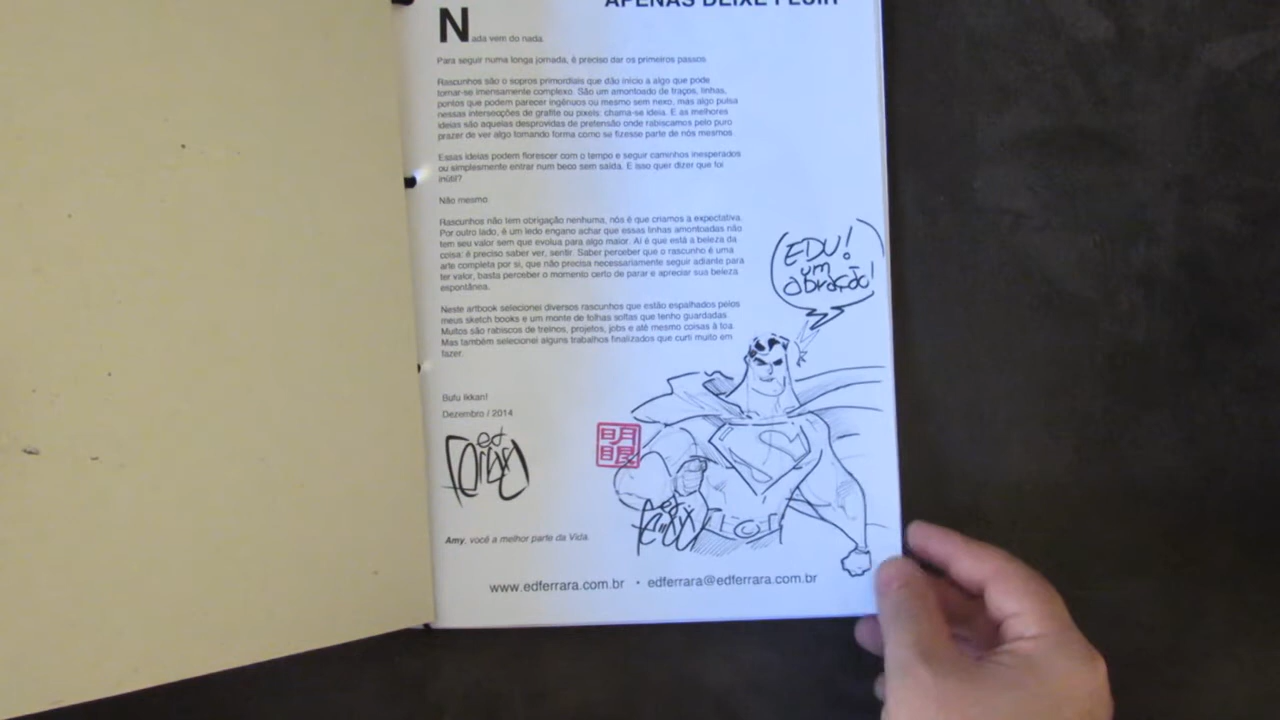 APENAS DEIXE FLUIR
Nada vem do nada.
Para seguir numa longa jornada, é preciso dar os primeiros passos.
Rascunhos são o sopros primordiais que dão início a algo que pode
tornar-se imensamente complexo. São um amontoado de traços, linhas,
pontos que podem parecer ingênuos ou mesmo sem nexo, mas algo pulsa
nessas intersecções de grafite ou pixels: chama-se ideia. E as melhores
ideias são aquelas desprovidas de pretensão onde rabiscamos pelo puro
prazer de ver algo tomando forma como se fizesse parte de nós mesmos.
Essas ideias podem florescer com o tempo e seguir caminhos inesperados
ou simplesmente entrar num beco sem saída. E isso quer dizer que foi
inútil?
Não mesmo.
Rascunhos não tem obrigação nenhuma, nós é que criamos a expectativa.
Por outro lado, é um ledo engano achar que essas linhas amontoadas não
tem seu valor sem que evolua para algo maior. Aí é que está a beleza da
coisa: é preciso saber ver, sentir. Saber perceber que o rascunho é uma
arte completa por si, que não precisa necessariamente seguir adiante para
ter valor, basta perceber o momento certo de parar e apreciar sua beleza
espontânea.
Neste artbook selecionei diversos rascunhos que estão espalhados pelos
meus sketch books e um monte de folhas soltas que tenho guardadas.
Muitos são rabiscos de treinos, projetos, jobs e até mesmo coisas à toa.
Mas também selecionei alguns trabalhos finalizados que curti muito em
fazer.
EDU!
um
abração!
Bufu Ikkan!
Dezembro / 2014
ed
S
ed
Amy, você a melhor parte da Vida.
www.edferrara.com.br • edferrara@edferrara.com.br